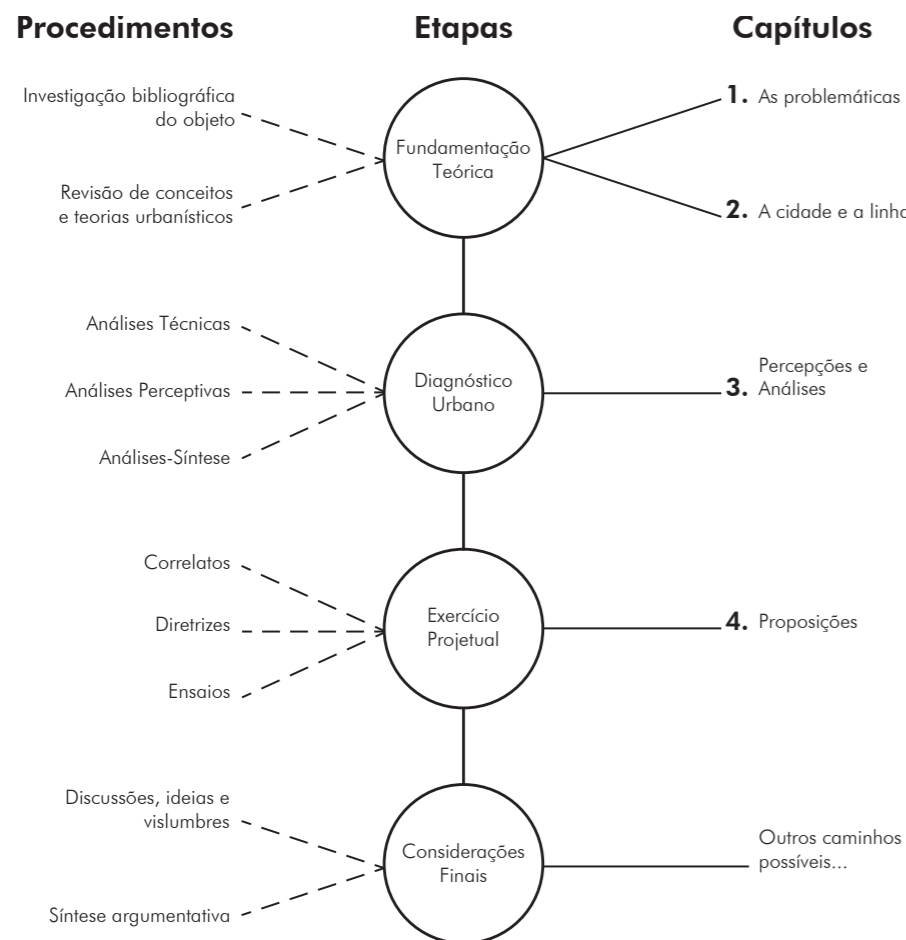 Procedimentos
Etapas
Capítulos
Investigação bibliográfica
do objeto
Revisão de conceitos
e teorias urbanísticos
Fundamentação
Teórica
1. As problemáticas
2. A cidade e a
Análises Técnicas
Análises Perceptivas
Análises-Síntese
Diagnóstico
Urbano
3. Percepções e
Análises
Correlatos
Diretrizes
Ensaios
Exercício
Projetual
4. Proposições
Discussões, ideias e
vislumbres
Síntese argumentativa
Considerações
Finais
Outros caminhos
possíveis...